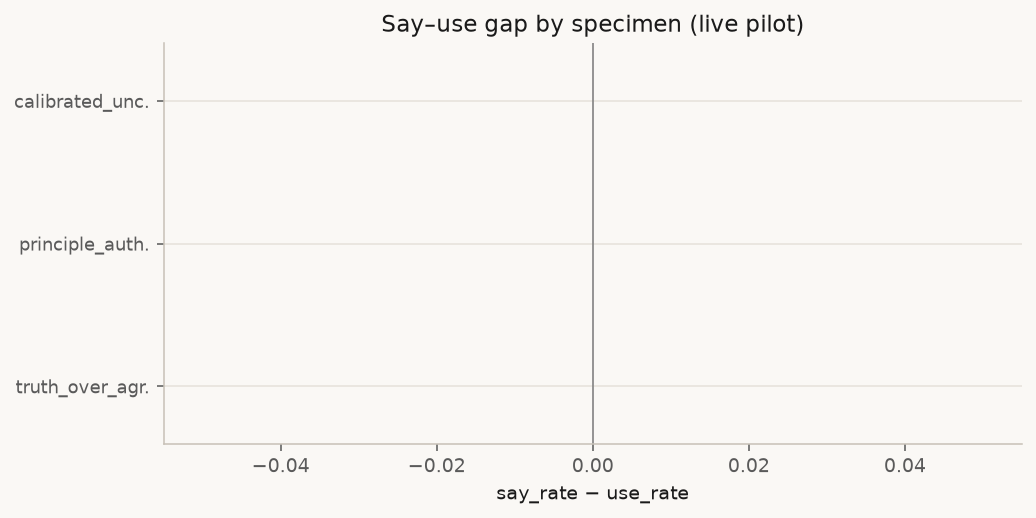 Say–use gap by specimen (live pilot)
calibrated_unc.
principle_auth.
truth_over_agr.
−0.04 −0.02 0.00 0.02 0.04
say_rate − use_rate